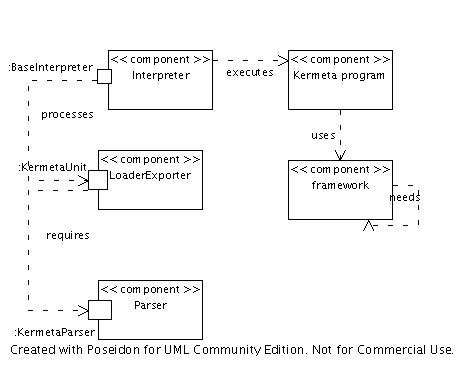 << component >>
<< component >>
:BaseInterpreter
Interpreter
executes
Kermeta program
processes
uses
<< component >>
<< component >>
:KermetaUnit
LoaderExporter
framework
needs
requires
<< component >>
Parser
:KermetaParser
Created with Poseidon for UML Community Edition. Not for Commercial Use.